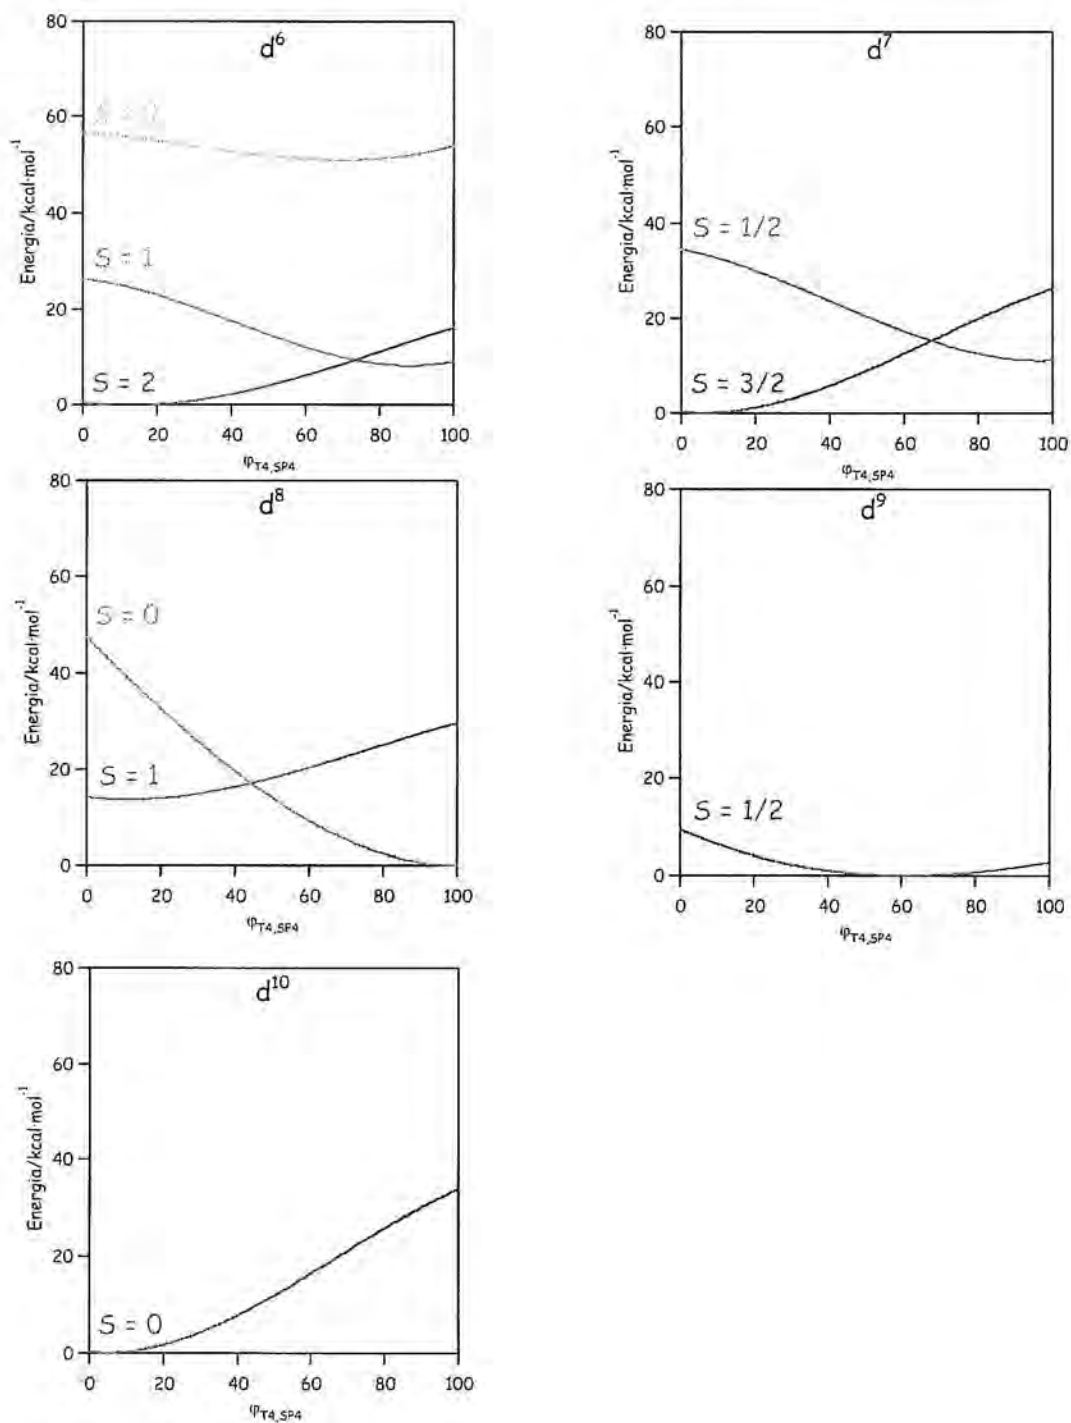 d⁶
80
60
40
20
0
Energia/kcal·mol⁻¹
S = 1
S = 2
0 20 40 60 80 100
φT4,SP4
d⁷
80
60
40
20
0
Energia/kcal·mol⁻¹
S = 1/2
S = 3/2
0 20 40 60 80 100
φT4,SP4
d⁸
80
60
40
20
0
Energia/kcal·mol⁻¹
S = 0
S = 1
0 20 40 60 80 100
φT4,SP4
d⁹
80
60
40
20
0
Energia/kcal·mol⁻¹
S = 1/2
0 20 40 60 80 100
φT4,SP4
d¹⁰
80
60
40
20
0
Energia/kcal·mol⁻¹
S = 0
0 20 40 60 80 100
φT4,SP4